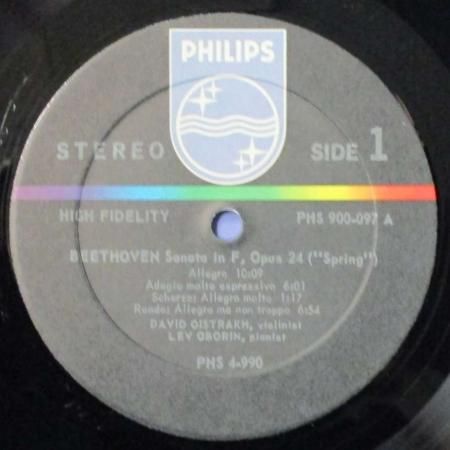 PHILIPS
STEREO SIDE 1
HIGH FIDELITY PHS 900-097 A
BEETHOVEN Sonata in F, Opus 24 ("Spring")
Allegro 10:09
Adagio molto espressivo 6:01
Scherzo: Allegro molto 1:17
Rondo: Allegro ma non troppo 6:54
DAVID OISTRAKH, violinist
LEV OBORIN, pianist
PHS 4-990